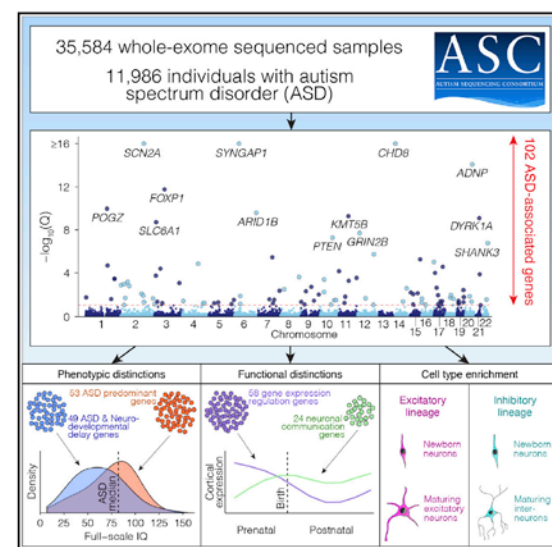 35,584 whole-exome sequenced samples
11,986 individuals with autism
spectrum disorder (ASD)
ASC
AUTISM SEQUENCING CONSORTIUM
102 ASD-associated genes
−log₁₀(Q)
≥16
12
8
4
0
SCN2A
SYNGAP1
CHD8
ADNP
FOXP1
POGZ
SLC6A1
ARID1B
KMT5B
DYRK1A
PTEN
GRIN2B
SHANK3
1 2 3 4 5 6 7 8 9 10 11 12 13 14 15 16 17 18 19 20 21 22
Chromosome
Phenotypic distinctions
53 ASD predominant
genes
49 ASD & Neuro-
developmental
delay genes
Density
ASD
median
0 25 50 75 100 125 150
Full-scale IQ
Functional distinctions
58 gene expression
regulation genes
24 neuronal
communication
genes
Cortical
expression
Birth
Prenatal
Postnatal
Cell type enrichment
Excitatory
lineage
Inhibitory
lineage
Newborn
neurons
Newborn
neurons
Maturing
excitatory
neurons
Maturing
inter-
neurons